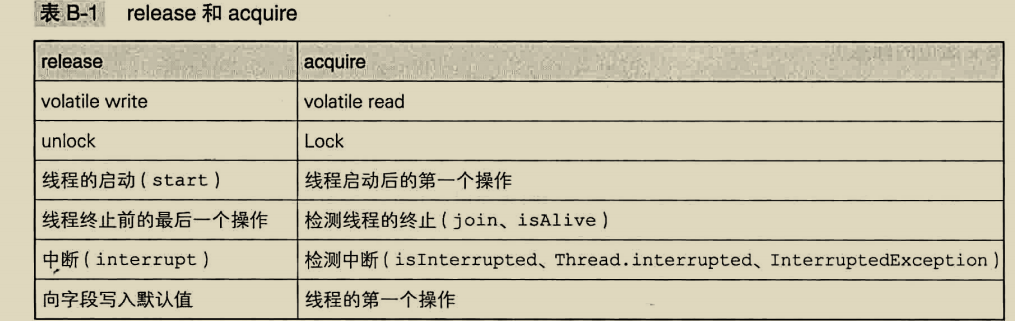 表 B-1 release 和 acquire
release acquire
volatile write volatile read
unlock Lock
线程的启动（start） 线程启动后的第一个操作
线程终止前的最后一个操作 检测线程的终止（join、isAlive）
中断（interrupt） 检测中断（isInterrupted、Thread.interrupted、InterruptedException）
向字段写入默认值 线程的第一个操作